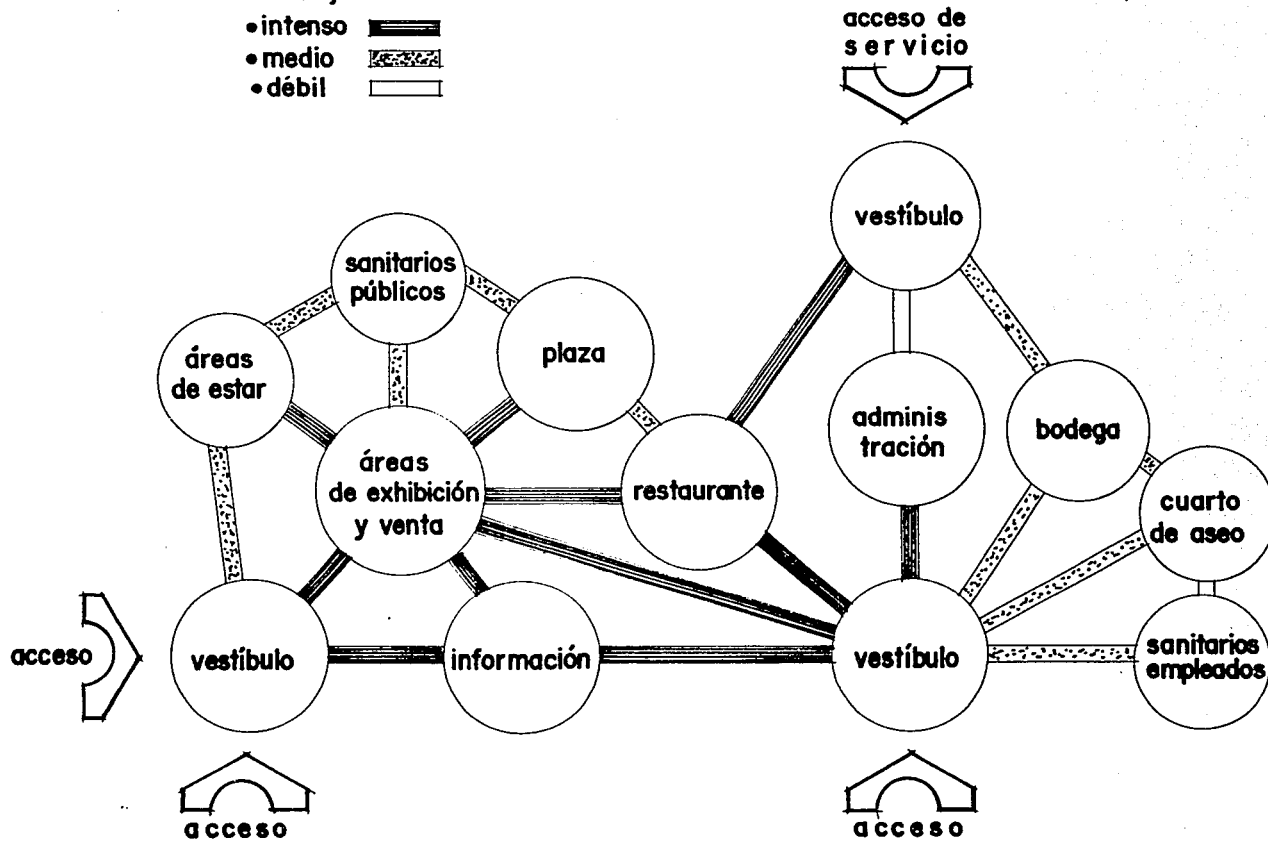 •intenso
•medio
•débil
acceso de
servicio
vestíbulo
sanitarios
públicos
plaza
áreas
de estar
adminis
tración
bodega
áreas
de exhibición
y venta
restaurante
cuarto
de aseo
acceso
vestíbulo
información
vestíbulo
sanitarios
empleados
acceso
acceso